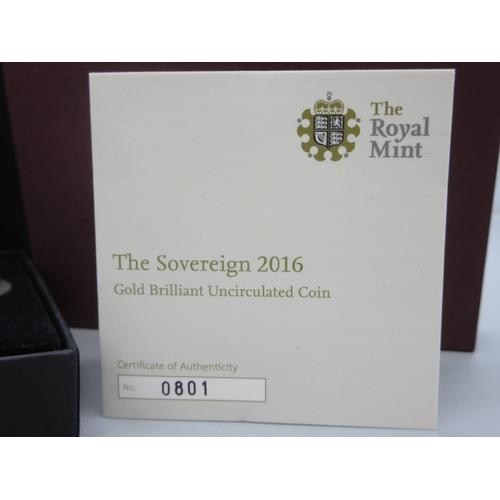 The
Royal
Mint
The Sovereign 2016
Gold Brilliant Uncirculated Coin
Certificate of Authenticity
No. 0801